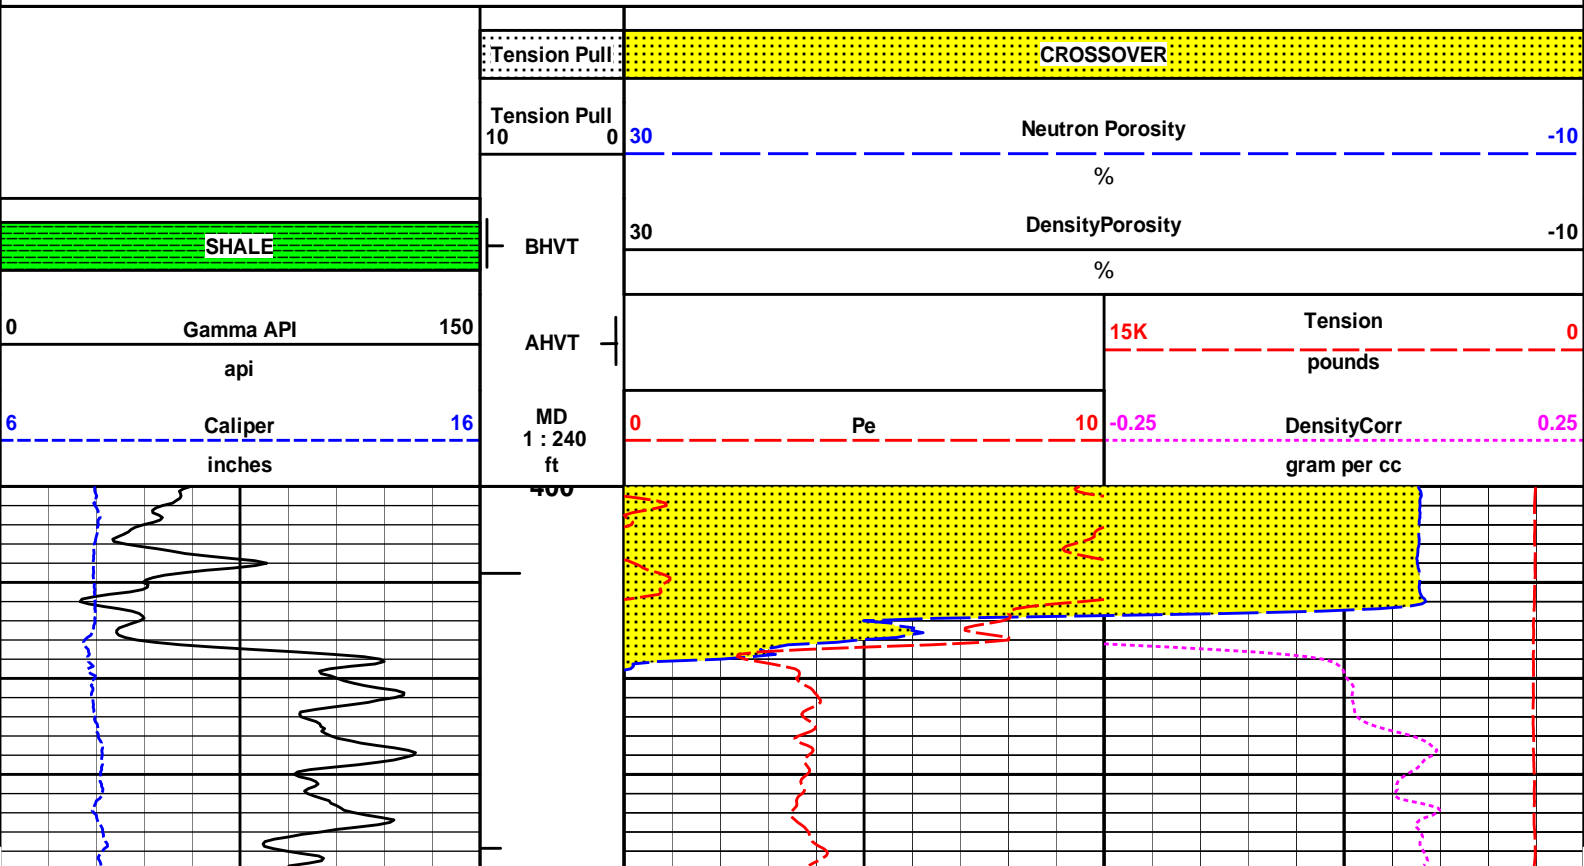 Tension Pull
CROSSOVER
Tension Pull
10 0
30 Neutron Porosity -10
%
SHALE
BHVT
30 DensityPorosity -10
%
0 Gamma API 150
api
AHVT
15K Tension 0
pounds
6 Caliper 16
inches
MD
1 : 240
ft
0 Pe 10
-0.25 DensityCorr 0.25
gram per cc
400